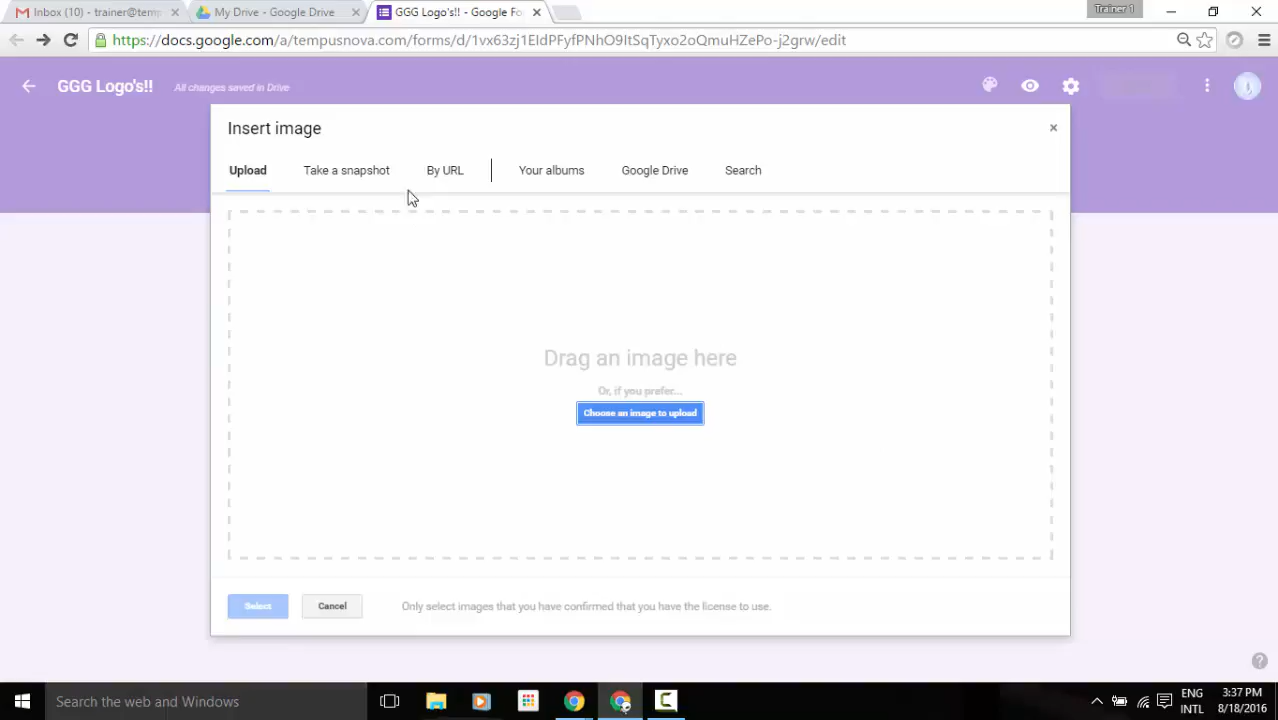 Inbox (10) - trainer@temp
My Drive - Google Drive
GGG Logo's!! - Google Fo
Trainer 1
https://docs.google.com/a/tempusnova.com/forms/d/1vx63zj1EIdPFyfPNhO9ItSqTyxo2oQmuHZePo-j2grw/edit
GGG Logo's!!
All changes saved in Drive
Insert image
Upload
Take a snapshot
By URL
Your albums
Google Drive
Search
Drag an image here
Or, if you prefer...
Choose an image to upload
Select
Cancel
Only select images that you have confirmed that you have the license to use.
Search the web and Windows
ENG
INTL
3:37 PM
8/18/2016